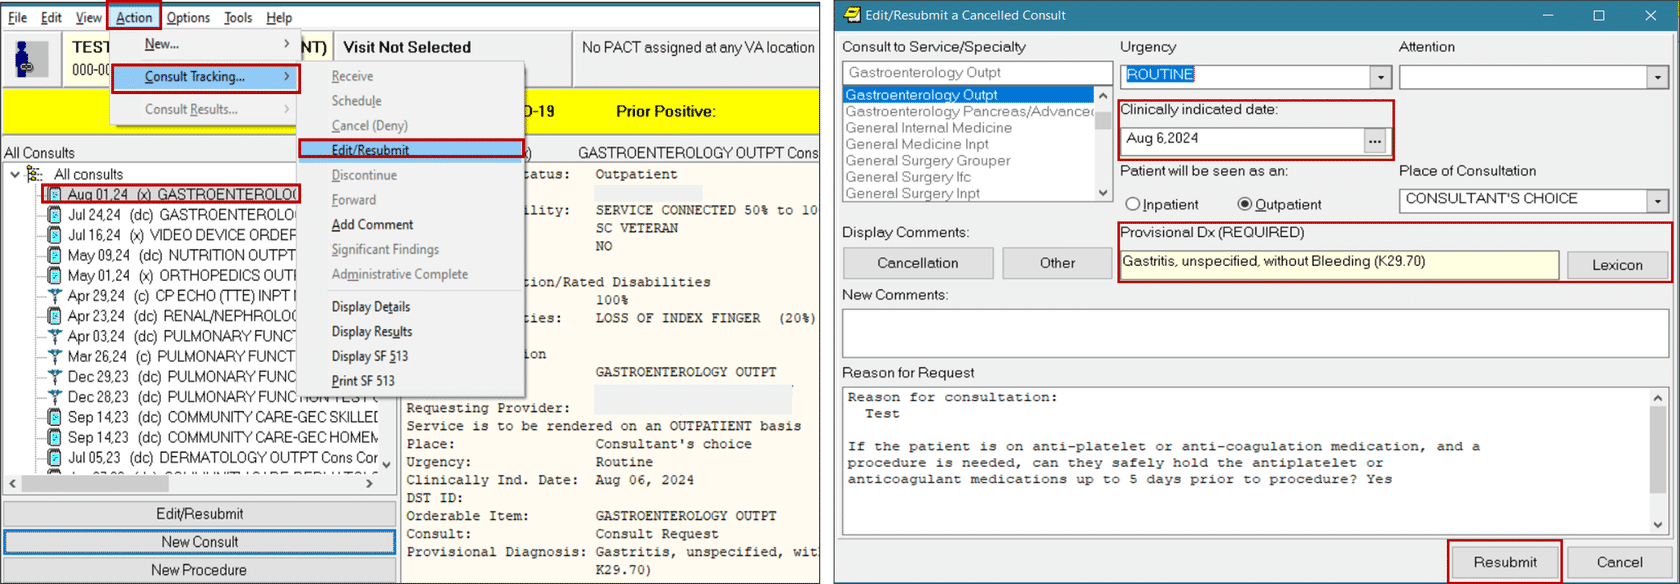 File Edit View Action Options Tools Help
TEST
NT)
Visit Not Selected
No PACT assigned at any VA location
000-00
D-19
Prior Positive:
New...
Consult Tracking...
Consult Results...
Receive
Schedule
Cancel (Deny)
Edit/Resubmit
Discontinue
Forward
Add Comment
Significant Findings
Administrative Complete
Display Details
Display Results
Display SF 513
Print SF 513
All Consults
All consults
Aug 01,24 (x) GASTROENTEROLOG
Jul 24,24 (dc) GASTROENTEROLO
Jul 16,24 (x) VIDEO DEVICE ORDER
May 09,24 (dc) NUTRITION OUTPT
May 01,24 (x) ORTHOPEDICS OUT
Apr 29,24 (c) CP ECHO (TTE) INPT
Apr 23,24 (dc) RENAL/NEPHROLOG
Apr 03,24 (dc) PULMONARY FUNCT
Mar 26,24 (c) PULMONARY FUNCT
Dec 29,23 (dc) PULMONARY FUNC
Dec 28,23 (dc) PULMONARY FUNCTION TEST
Sep 14,23 (dc) COMMUNITY CARE-GEC SKILLED
Sep 14,23 (dc) COMMUNITY CARE-GEC HOMEM
Jul 05,23 (dc) DERMATOLOGY OUTPT Cons Con
Edit/Resubmit
New Consult
New Procedure
GASTROENTEROLOGY OUTPT Cons
tatus: Outpatient
ility: SERVICE CONNECTED 50% to 10
SC VETERAN
NO
tion/Rated Disabilities
100%
ties: LOSS OF INDEX FINGER (20%)
ion
GASTROENTEROLOGY OUTPT
Requesting Provider:
Service is to be rendered on an OUTPATIENT basis
Place: Consultant's choice
Urgency: Routine
Clinically Ind. Date: Aug 06, 2024
DST ID:
Orderable Item: GASTROENTEROLOGY OUTPT
Consult: Consult Request
Provisional Diagnosis: Gastritis, unspecified, wit
K29.70)
Edit/Resubmit a Cancelled Consult
Consult to Service/Specialty
Gastroenterology Outpt
Gastroenterology Outpt
Gastroenterology Pancreas/Advanced
General Internal Medicine
General Medicine Inpt
General Surgery Grouper
General Surgery Ifc
General Surgery Inpt
Urgency
ROUTINE
Attention
Clinically indicated date:
Aug 6,2024
...
Patient will be seen as an:
Inpatient Outpatient
Place of Consultation
CONSULTANT'S CHOICE
Display Comments:
Cancellation Other
Provisional Dx (REQUIRED)
Gastritis, unspecified, without Bleeding (K29.70)
Lexicon
New Comments:
Reason for Request
Reason for consultation:
Test
If the patient is on anti-platelet or anti-coagulation medication, and a
procedure is needed, can they safely hold the antiplatelet or
anticoagulant medications up to 5 days prior to procedure? Yes
Resubmit Cancel